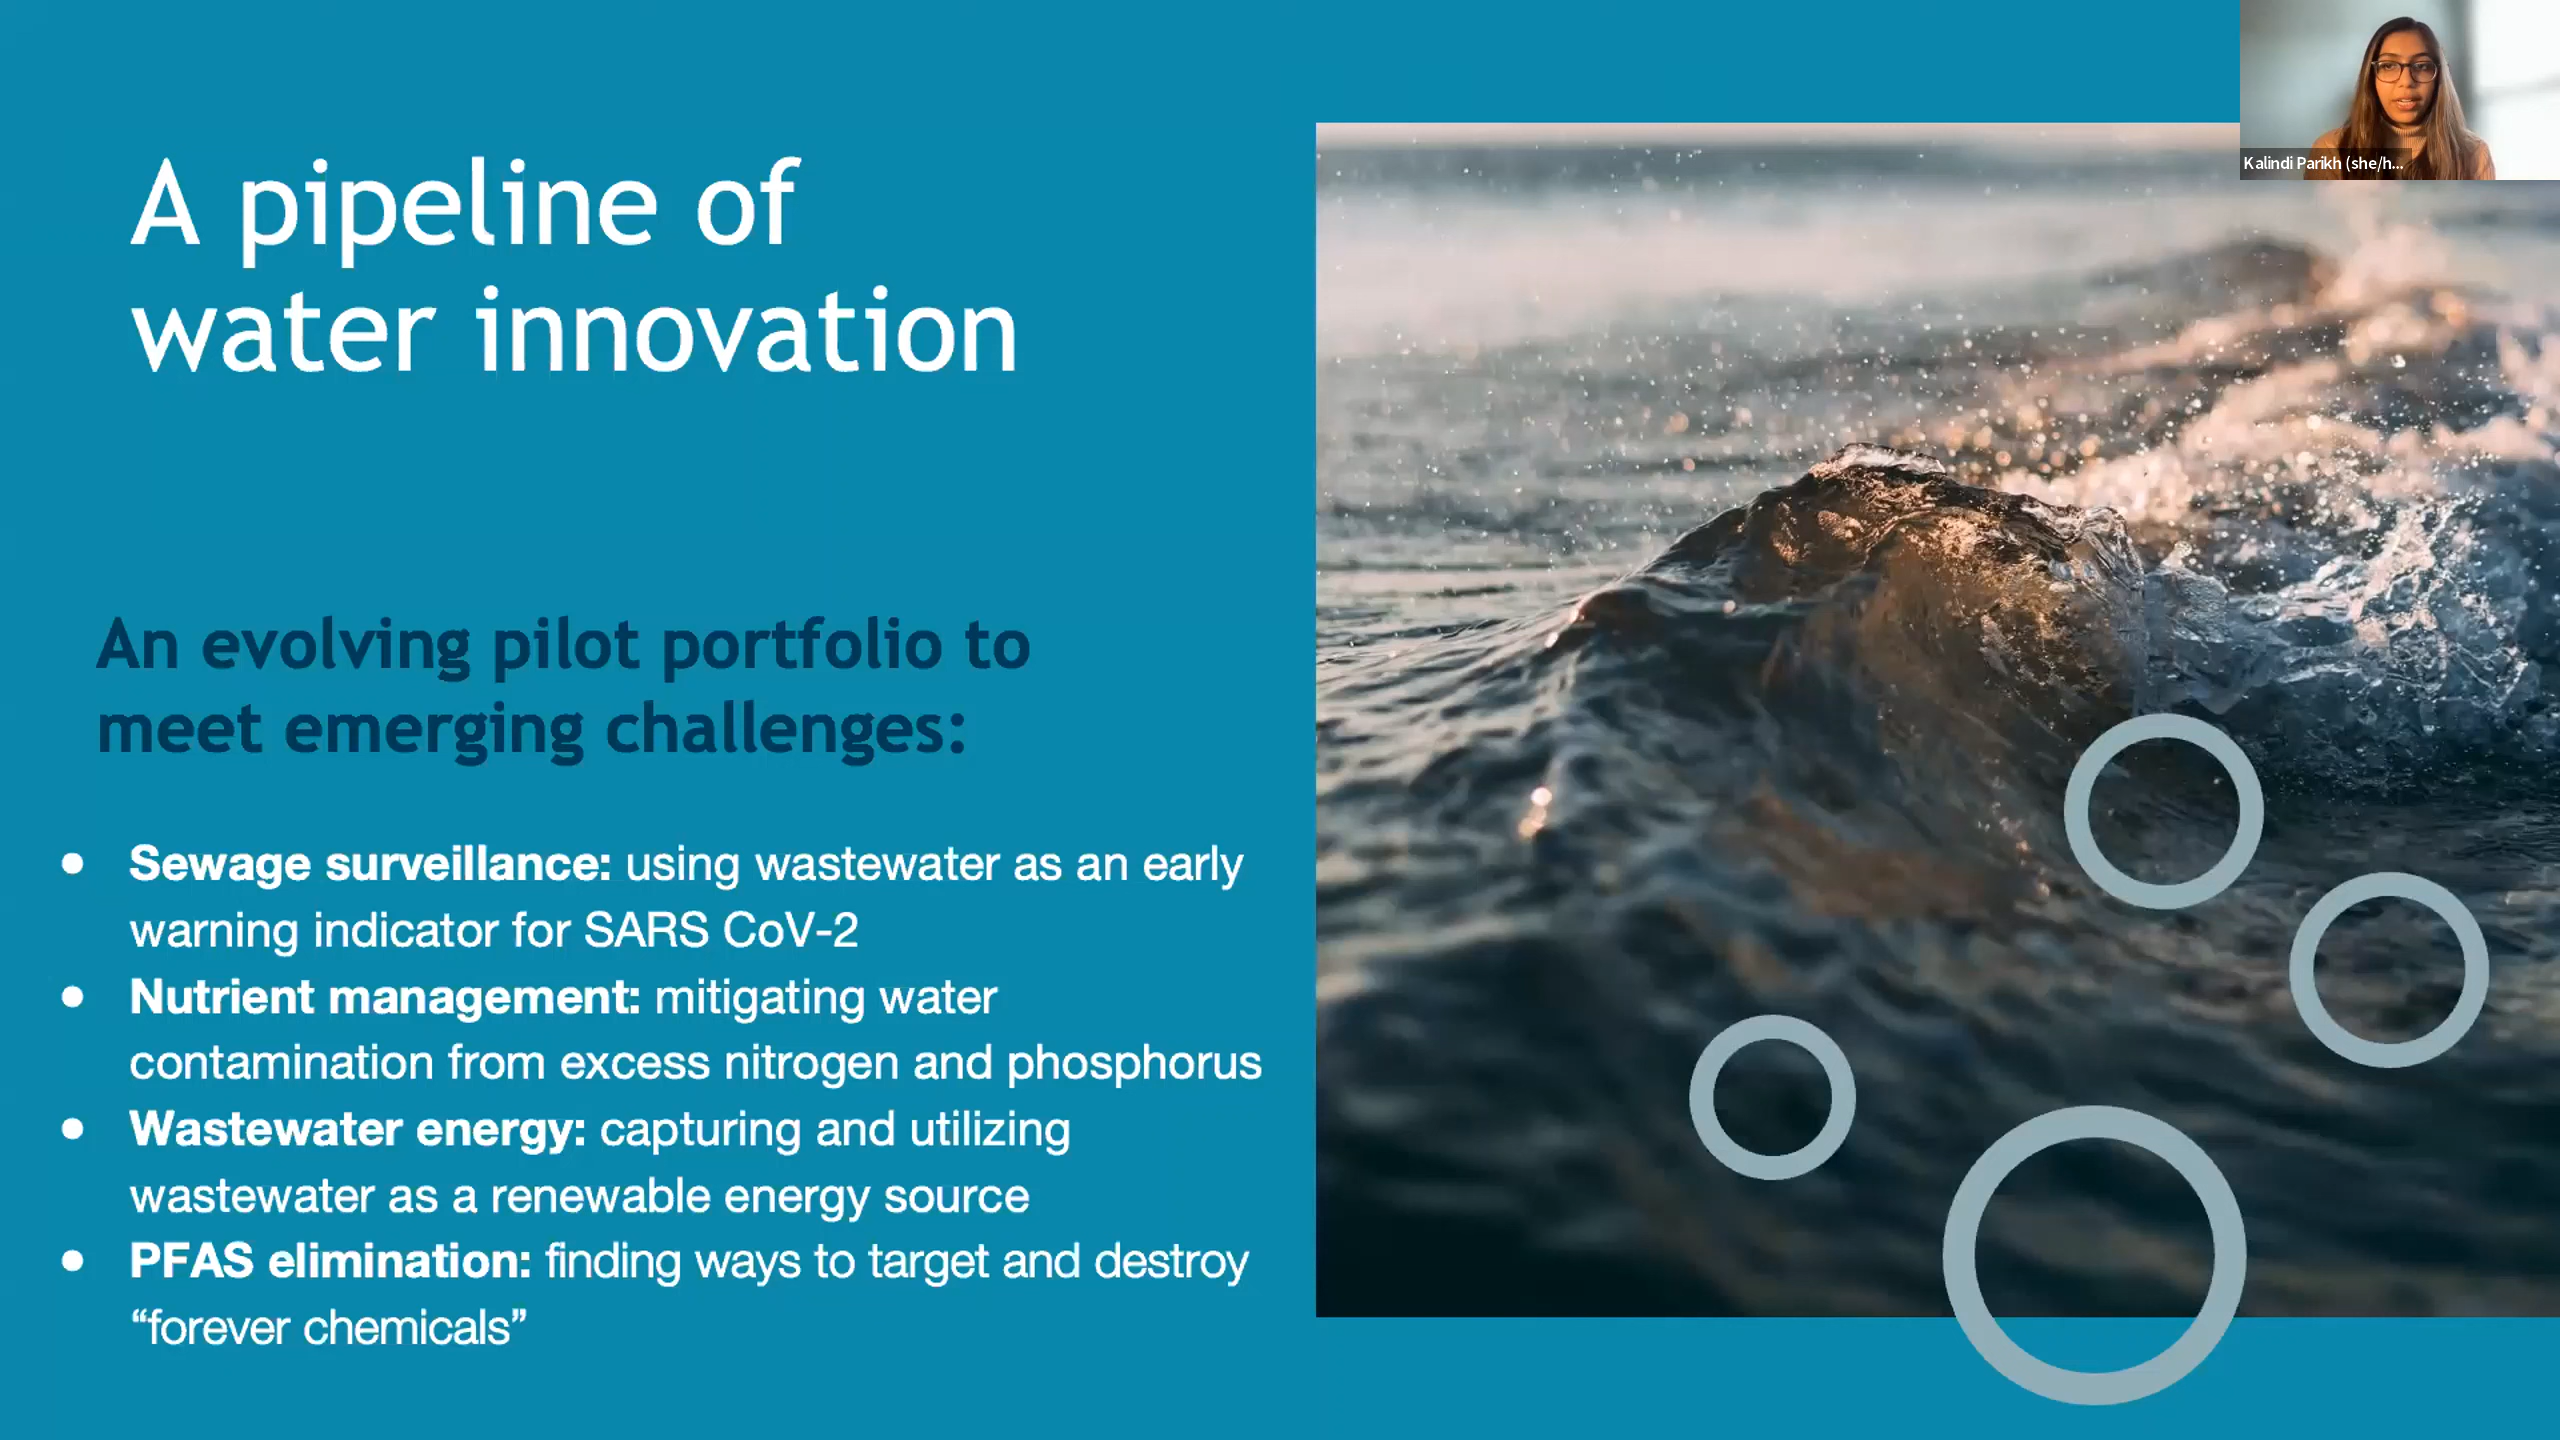 A pipeline of
water innovation
An evolving pilot portfolio to
meet emerging challenges:
● Sewage surveillance: using wastewater as an early
warning indicator for SARS CoV-2
● Nutrient management: mitigating water
contamination from excess nitrogen and phosphorus
● Wastewater energy: capturing and utilizing
wastewater as a renewable energy source
● PFAS elimination: finding ways to target and destroy
“forever chemicals”
Kalindi Parikh (she/h...